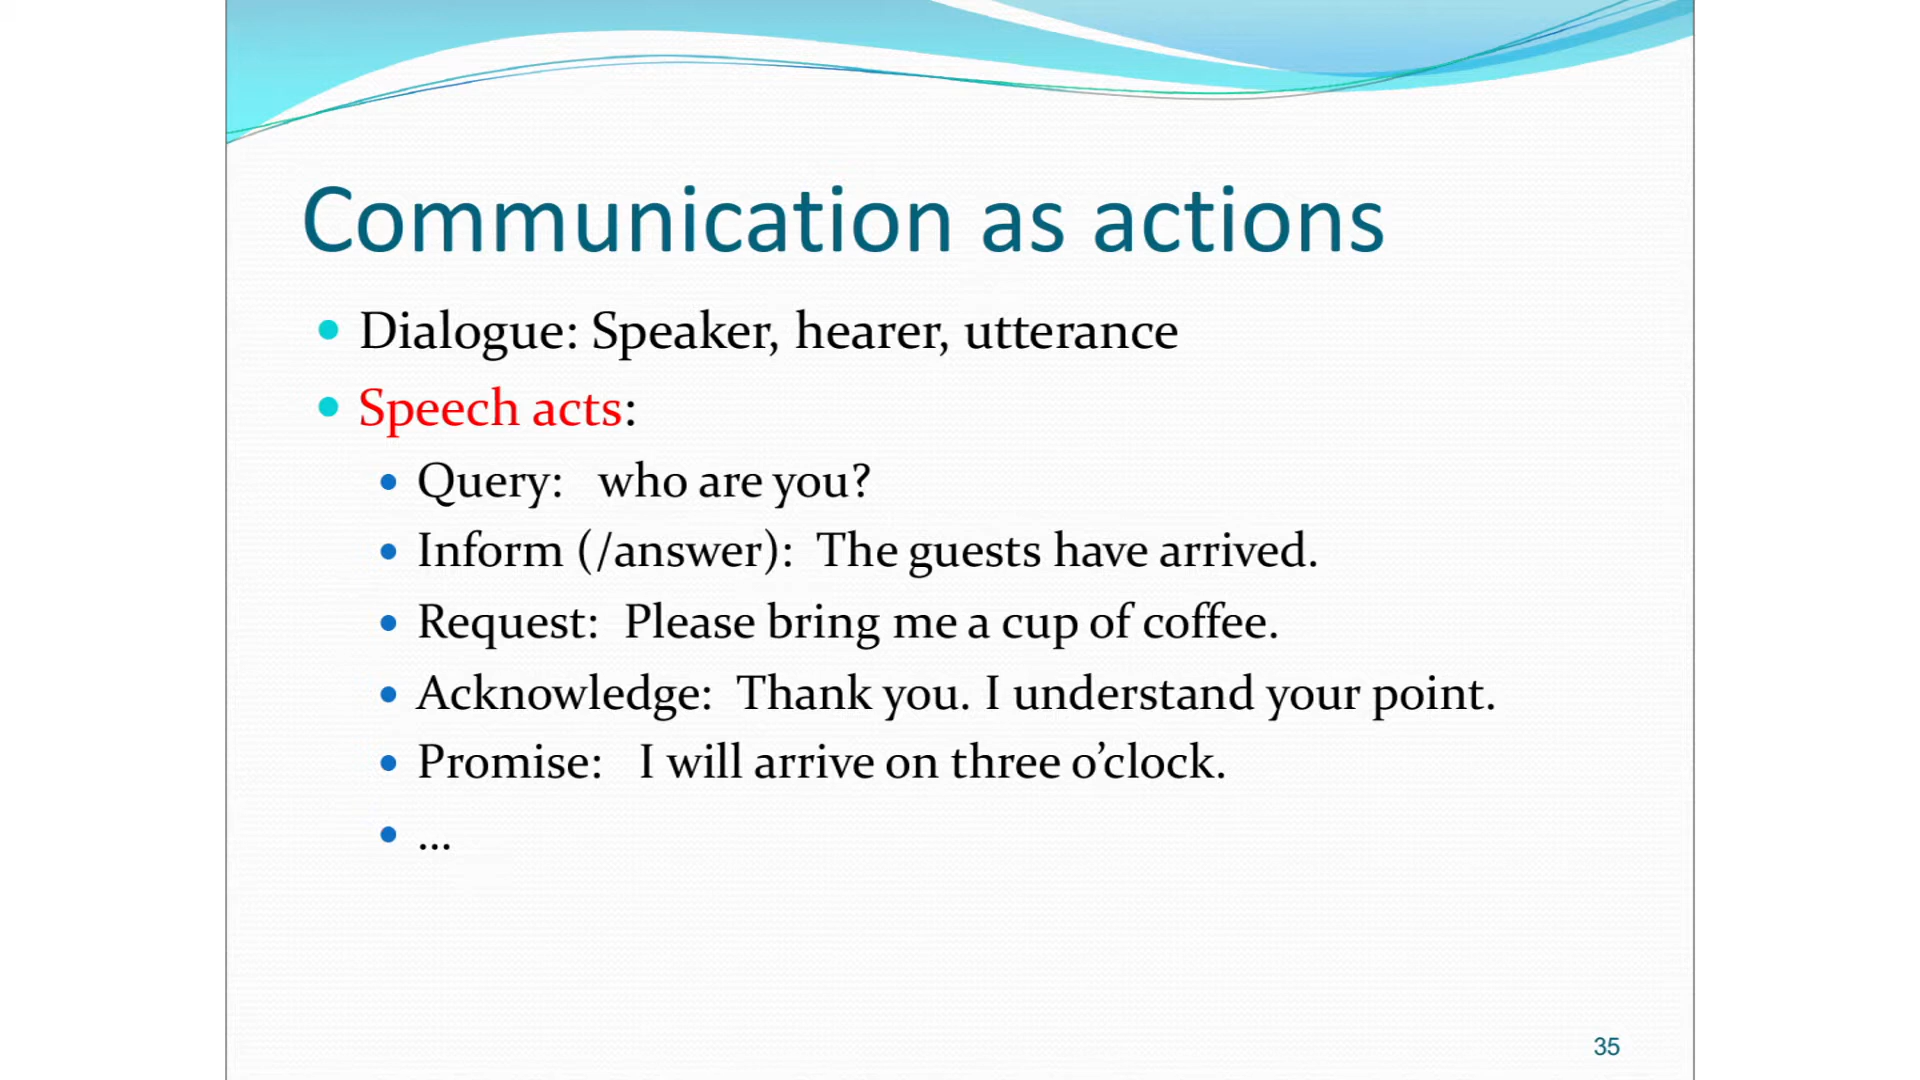 Communication as actions
Dialogue: Speaker, hearer, utterance
Speech acts:
Query: who are you?
Inform (/answer): The guests have arrived.
Request: Please bring me a cup of coffee.
Acknowledge: Thank you. I understand your point.
Promise: I will arrive on three o’clock.
...
35